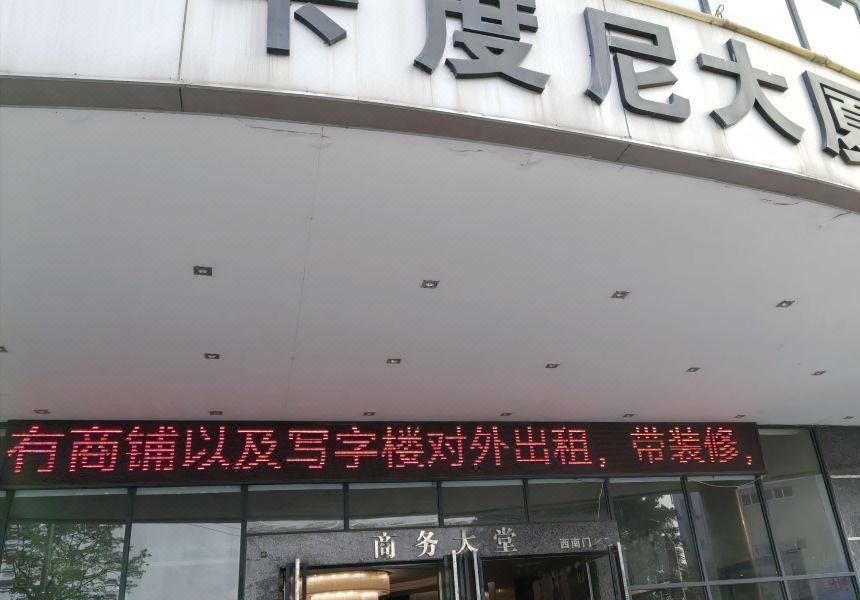 卡度尼大厦
有商铺以及写字楼对外出租，带装修，
商务大堂
西南门